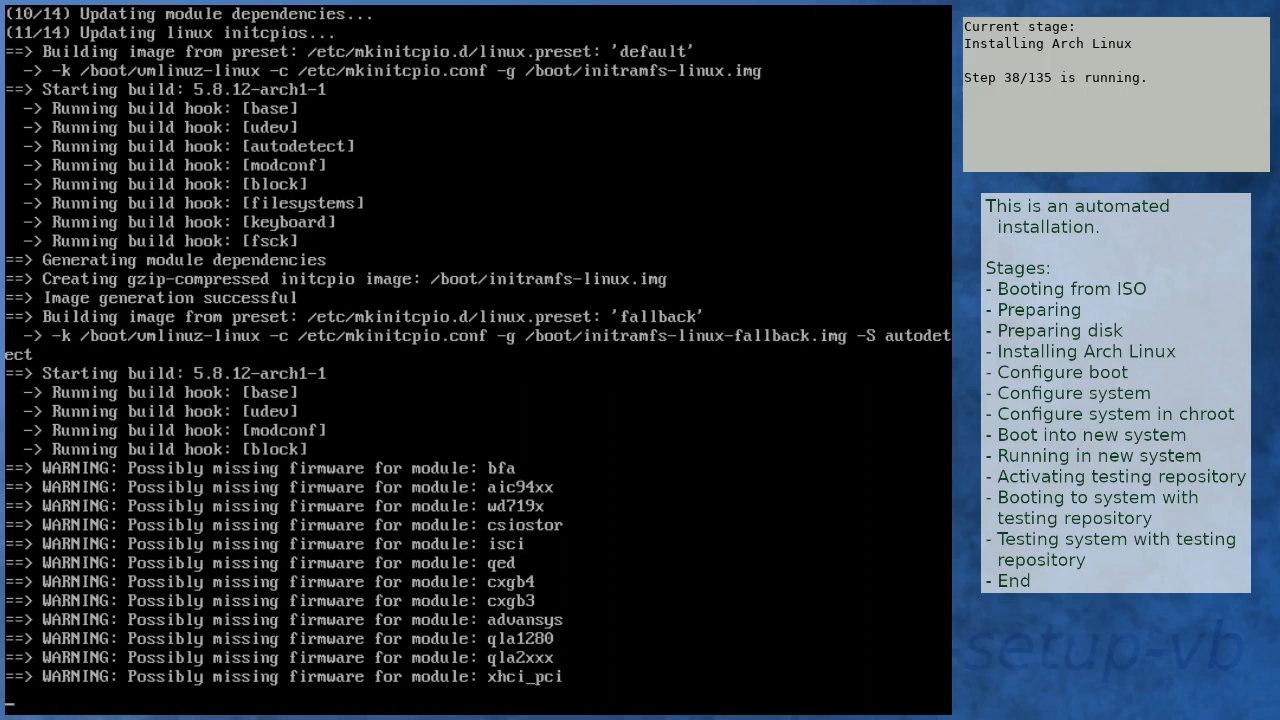 (10/14) Updating module dependencies...
(11/14) Updating linux initcpios...
==> Building image from preset: /etc/mkinitcpio.d/linux.preset: 'default'
  -> -k /boot/vmlinuz-linux -c /etc/mkinitcpio.conf -g /boot/initramfs-linux.img
==> Starting build: 5.8.12-arch1-1
  -> Running build hook: [base]
  -> Running build hook: [udev]
  -> Running build hook: [autodetect]
  -> Running build hook: [modconf]
  -> Running build hook: [block]
  -> Running build hook: [filesystems]
  -> Running build hook: [keyboard]
  -> Running build hook: [fsck]
==> Generating module dependencies
==> Creating gzip-compressed initcpio image: /boot/initramfs-linux.img
==> Image generation successful
==> Building image from preset: /etc/mkinitcpio.d/linux.preset: 'fallback'
  -> -k /boot/vmlinuz-linux -c /etc/mkinitcpio.conf -g /boot/initramfs-linux-fallback.img -S autodet
ect
==> Starting build: 5.8.12-arch1-1
  -> Running build hook: [base]
  -> Running build hook: [udev]
  -> Running build hook: [modconf]
  -> Running build hook: [block]
==> WARNING: Possibly missing firmware for module: bfa
==> WARNING: Possibly missing firmware for module: aic94xx
==> WARNING: Possibly missing firmware for module: wd719x
==> WARNING: Possibly missing firmware for module: csiostor
==> WARNING: Possibly missing firmware for module: isci
==> WARNING: Possibly missing firmware for module: qed
==> WARNING: Possibly missing firmware for module: cxgb4
==> WARNING: Possibly missing firmware for module: cxgb3
==> WARNING: Possibly missing firmware for module: advansys
==> WARNING: Possibly missing firmware for module: qla1280
==> WARNING: Possibly missing firmware for module: qla2xxx
==> WARNING: Possibly missing firmware for module: xhci_pci
_
Current stage:
Installing Arch Linux
Step 38/135 is running.
This is an automated
installation.
Stages:
- Booting from ISO
- Preparing
- Preparing disk
- Installing Arch Linux
- Configure boot
- Configure system
- Configure system in chroot
- Boot into new system
- Running in new system
- Activating testing repository
- Booting to system with
testing repository
- Testing system with testing
repository
- End
setup-vb